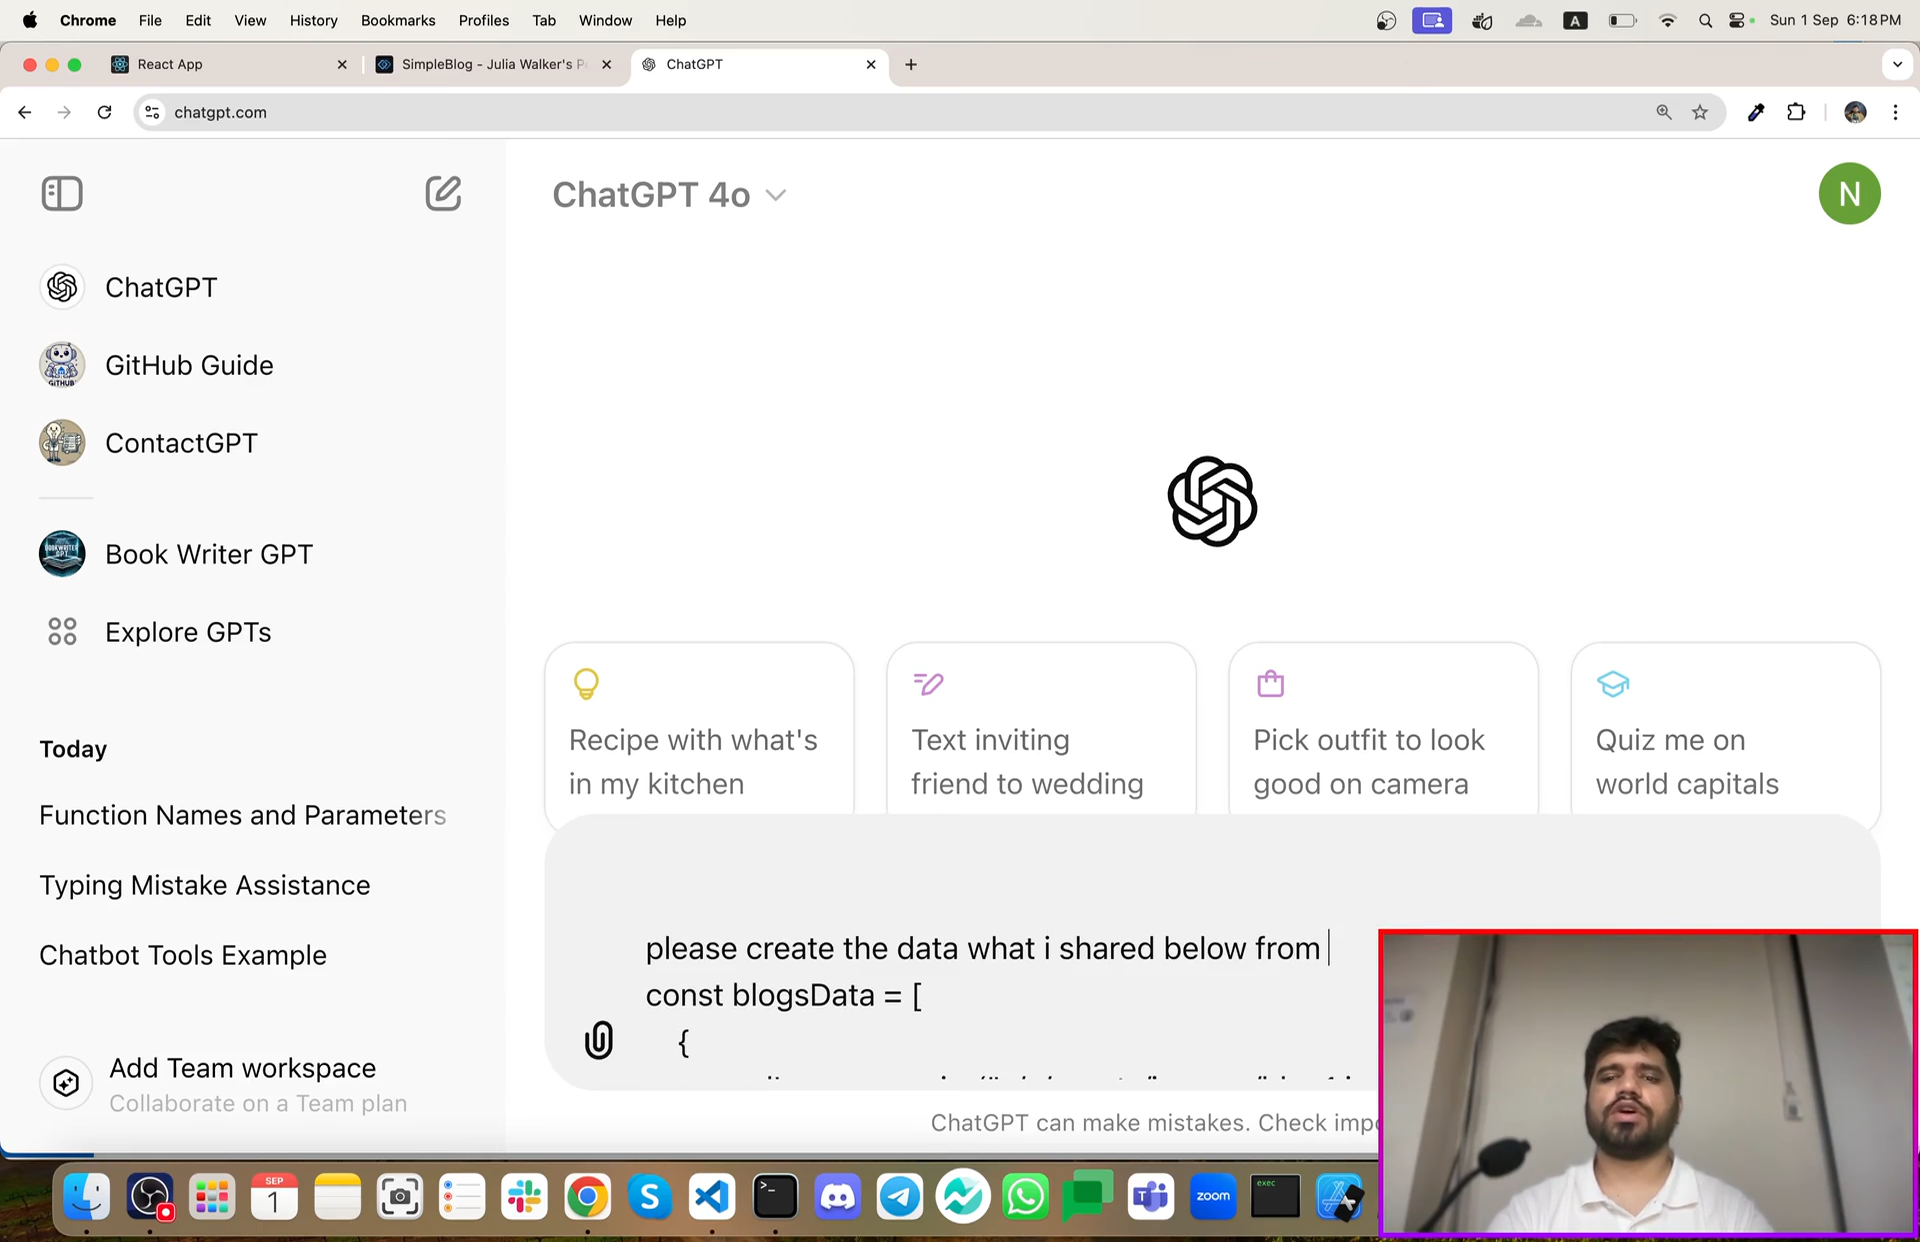 Chrome File Edit View History Bookmarks Profiles Tab Window Help
A
Sun 1 Sep 6:18 PM
React App
SimpleBlog - Julia Walker's P
ChatGPT
chatgpt.com
ChatGPT 4o
N
ChatGPT
GitHub Guide
ContactGPT
Book Writer GPT
Explore GPTs
Today
Function Names and Parameters
Typing Mistake Assistance
Chatbot Tools Example
Add Team workspace
Collaborate on a Team plan
Recipe with what's
in my kitchen
Text inviting
friend to wedding
Pick outfit to look
good on camera
Quiz me on
world capitals
please create the data what i shared below from
const blogsData = [
{
ChatGPT can make mistakes. Check impo
SEP
1
S
zoom
exec